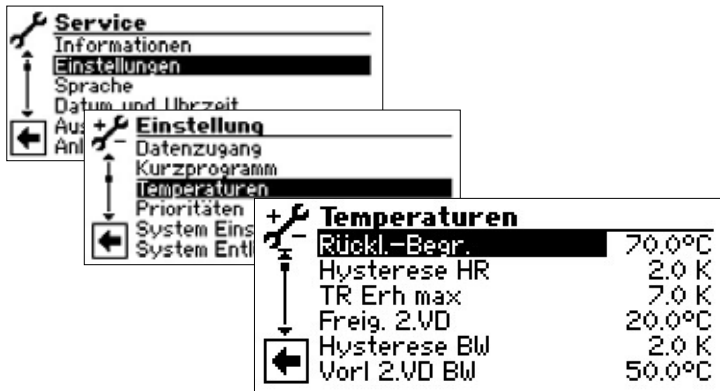 Service
Informationen
Einstellungen
Sprache
Datum und Uhrzeit
Aus
Anl
Einstellung
Datenzugang
Kurzprogramm
Temperaturen
Prioritäten
System Eins
System Entl
Temperaturen
Rückl.-Begr. 70.0°C
Hysterese HR 2.0 K
TR Erh max 7.0 K
Freig. 2.VD 20.0°C
Hysterese BW 2.0 K
Vorl 2.VD BW 50.0°C